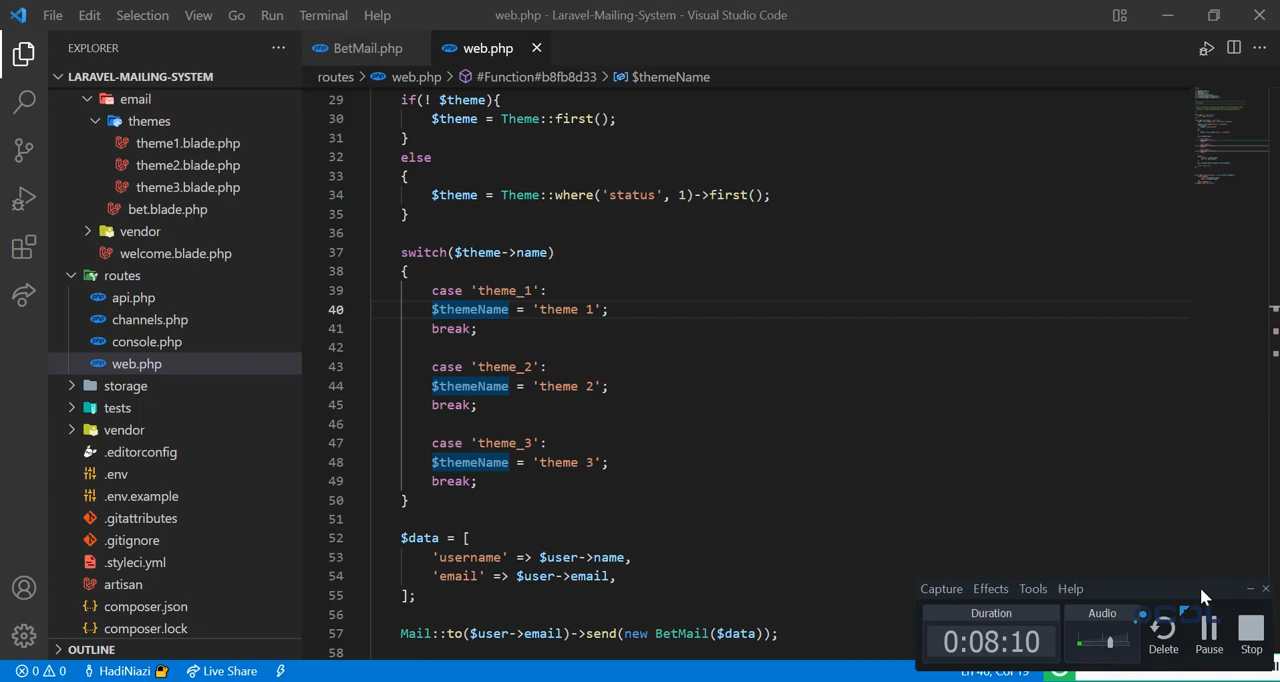 File Edit Selection View Go Run Terminal Help web.php - Laravel-Mailing-System - Visual Studio Code
EXPLORER
LARAVEL-MAILING-SYSTEM
email
themes
theme1.blade.php
theme2.blade.php
theme3.blade.php
bet.blade.php
vendor
welcome.blade.php
routes
api.php
channels.php
console.php
web.php
storage
tests
vendor
.editorconfig
.env
.env.example
.gitattributes
.gitignore
.styleci.yml
artisan
composer.json
composer.lock
OUTLINE
BetMail.php web.php
routes > web.php > #Function#b8fb8d33 > $themeName
29 if(! $theme){
30 $theme = Theme::first();
31 }
32 else
33 {
34 $theme = Theme::where('status', 1)->first();
35 }
36
37 switch($theme->name)
38 {
39 case 'theme_1':
40 $themeName = 'theme 1';
41 break;
42
43 case 'theme_2':
44 $themeName = 'theme 2';
45 break;
46
47 case 'theme_3':
48 $themeName = 'theme 3';
49 break;
50 }
51
52 $data = [
53 'username' => $user->name,
54 'email' => $user->email,
55 ];
56
57 Mail::to($user->email)->send(new BetMail($data));
58
Capture Effects Tools Help
Duration
0:08:10
Audio
Delete Pause Stop
0 0 HadiNiazi Live Share